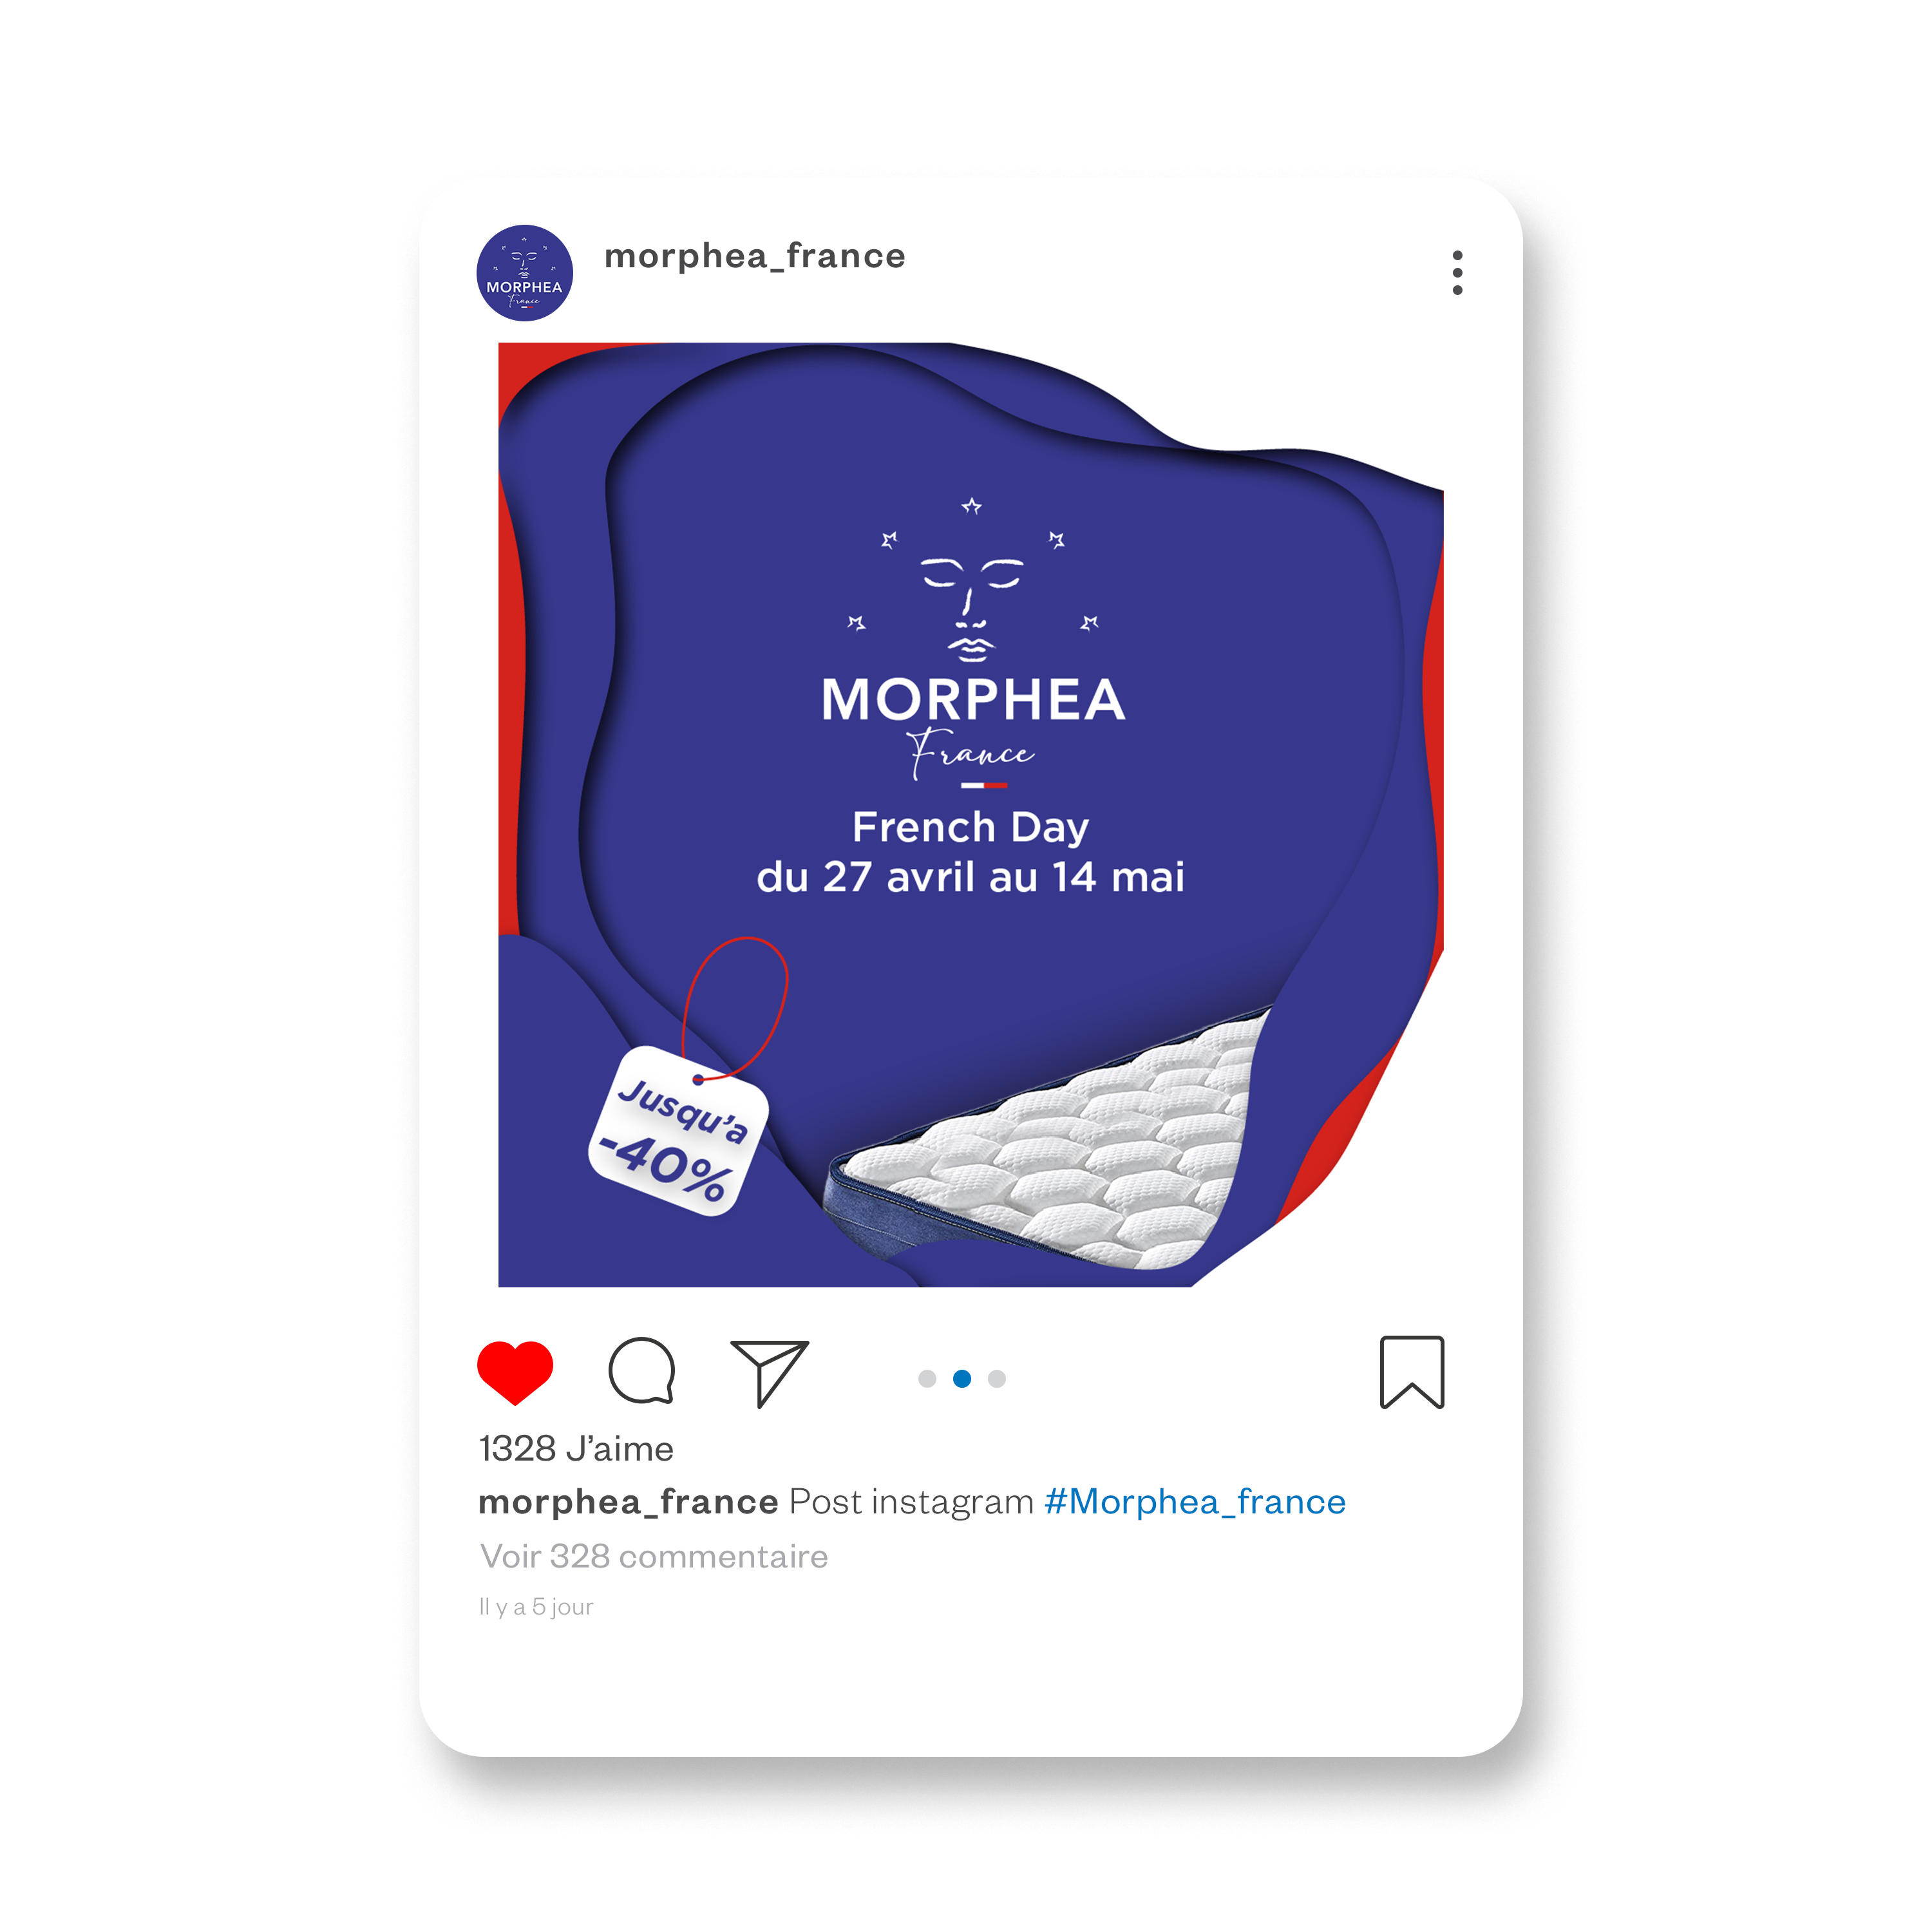 morphea_france
MORPHEA
France
MORPHEA
France
French Day
du 27 avril au 14 mai
Jusqu'a
-40%
1328 J'aime
morphea_france Post instagram #Morphea_france
Voir 328 commentaire
Il y a 5 jour